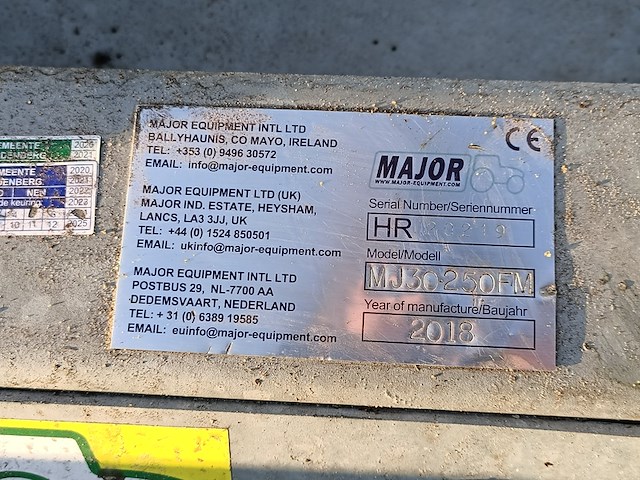 MAJOR EQUIPMENT INTL LTD
BALLYHAUNIS, CO MAYO, IRELAND
TEL: +353 (0) 9496 30572
EMAIL: info@major-equipment.com
MAJOR EQUIPMENT LTD (UK)
MAJOR IND. ESTATE, HEYSHAM,
LANCS, LA3 3JJ, UK
TEL: +44 (0) 1524 850501
EMAIL: ukinfo@major-equipment.com
MAJOR EQUIPMENT INTL LTD
POSTBUS 29, NL-7700 AA
DEDEMSVAART, NEDERLAND
TEL: + 31 (0) 6389 19585
EMAIL: euinfo@major-equipment.com
CE
MAJOR
WWW.MAJOR-EQUIPMENT.COM
Serial Number/Seriennummer
HR
Model/Modell
MJ30-250FM
Year of manufacture/Baujahr
2018